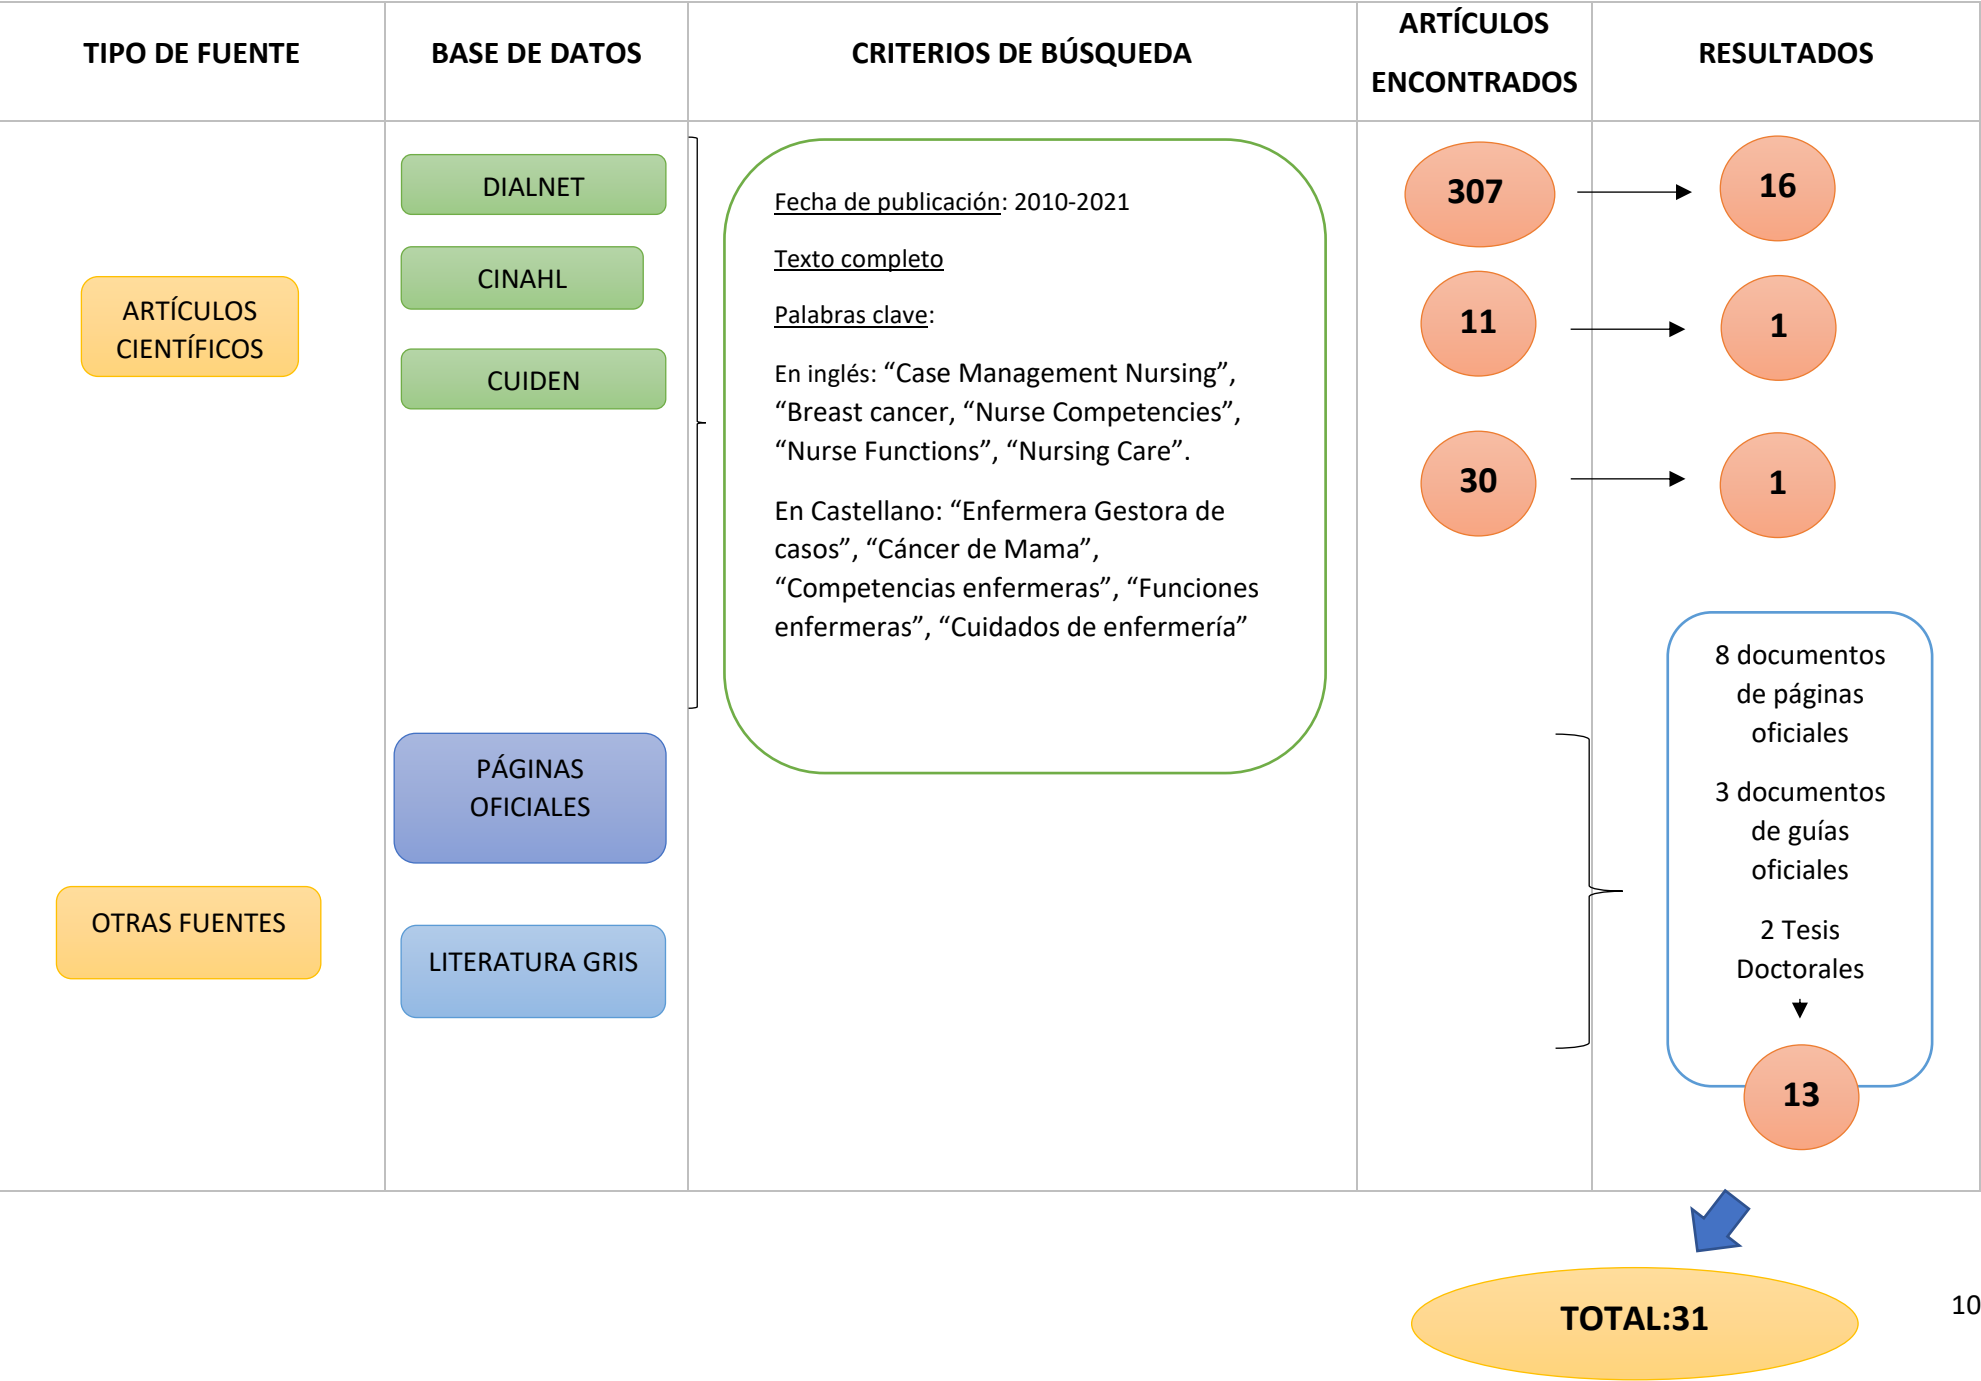 TIPO DE FUENTE
BASE DE DATOS
CRITERIOS DE BÚSQUEDA
ARTÍCULOS
ENCONTRADOS
RESULTADOS
ARTÍCULOS
CIENTÍFICOS
DIALNET
CINAHL
CUIDEN
Fecha de publicación: 2010-2021
Texto completo
Palabras clave:
En inglés: “Case Management Nursing”,
“Breast cancer, “Nurse Competencies”,
“Nurse Functions”, “Nursing Care”.
En Castellano: “Enfermera Gestora de
casos”, “Cáncer de Mama”,
“Competencias enfermeras”, “Funciones
enfermeras”, “Cuidados de enfermería”
307
16
11
1
30
1
OTRAS FUENTES
PÁGINAS
OFICIALES
LITERATURA GRIS
8 documentos
de páginas
oficiales
3 documentos
de guías
oficiales
2 Tesis
Doctorales
13
TOTAL:31
10